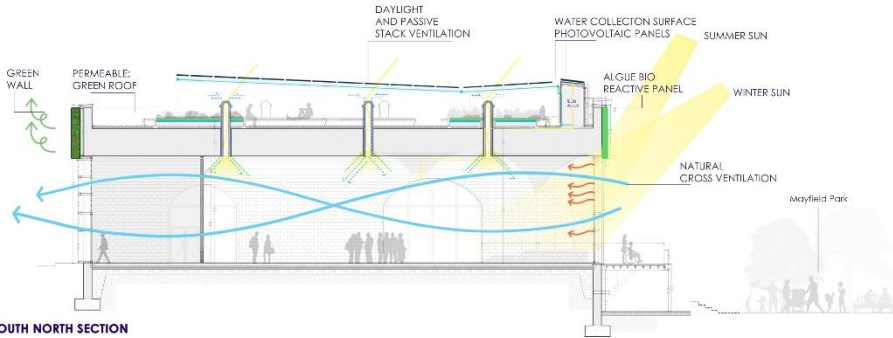 DAYLIGHT
AND PASSIVE
STACK VENTILATION
WATER COLLECTON SURFACE
PHOTOVOLTAIC PANELS
SUMMER SUN
GREEN
WALL
PERMEABLE;
GREEN ROOF
ALGUE BIO
REACTIVE PANEL
WINTER SUN
NATURAL
CROSS VENTILATION
Mayfield Park
OUTH NORTH SECTION